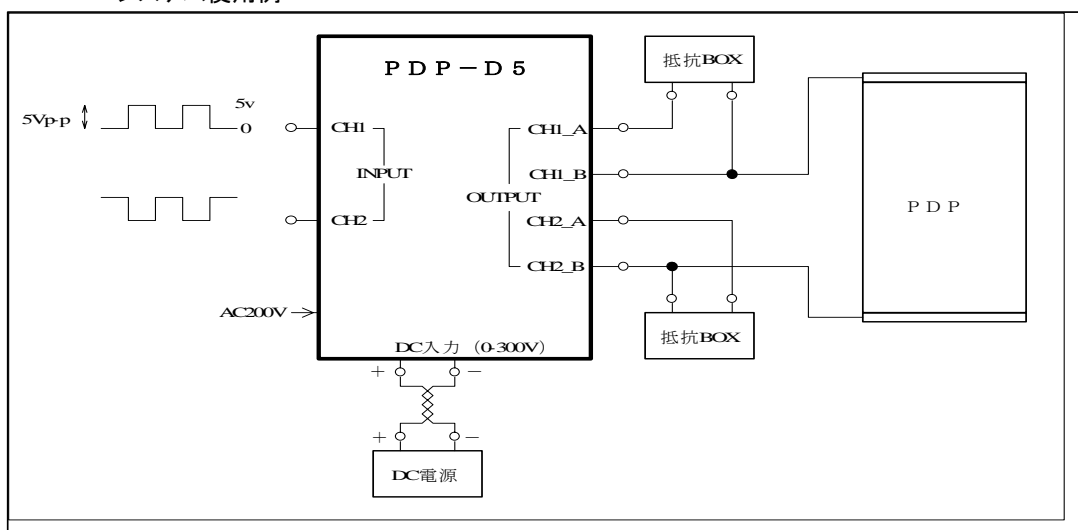 PDP-D5
抵抗BOX
5Vp-p
5v
0
CH1
INPUT
CH2
CH1_A
CH1_B
OUTPUT
CH2_A
CH2_B
PDP
AC200V
抵抗BOX
DC入力 (0-300V)
+ -
+ -
DC電源